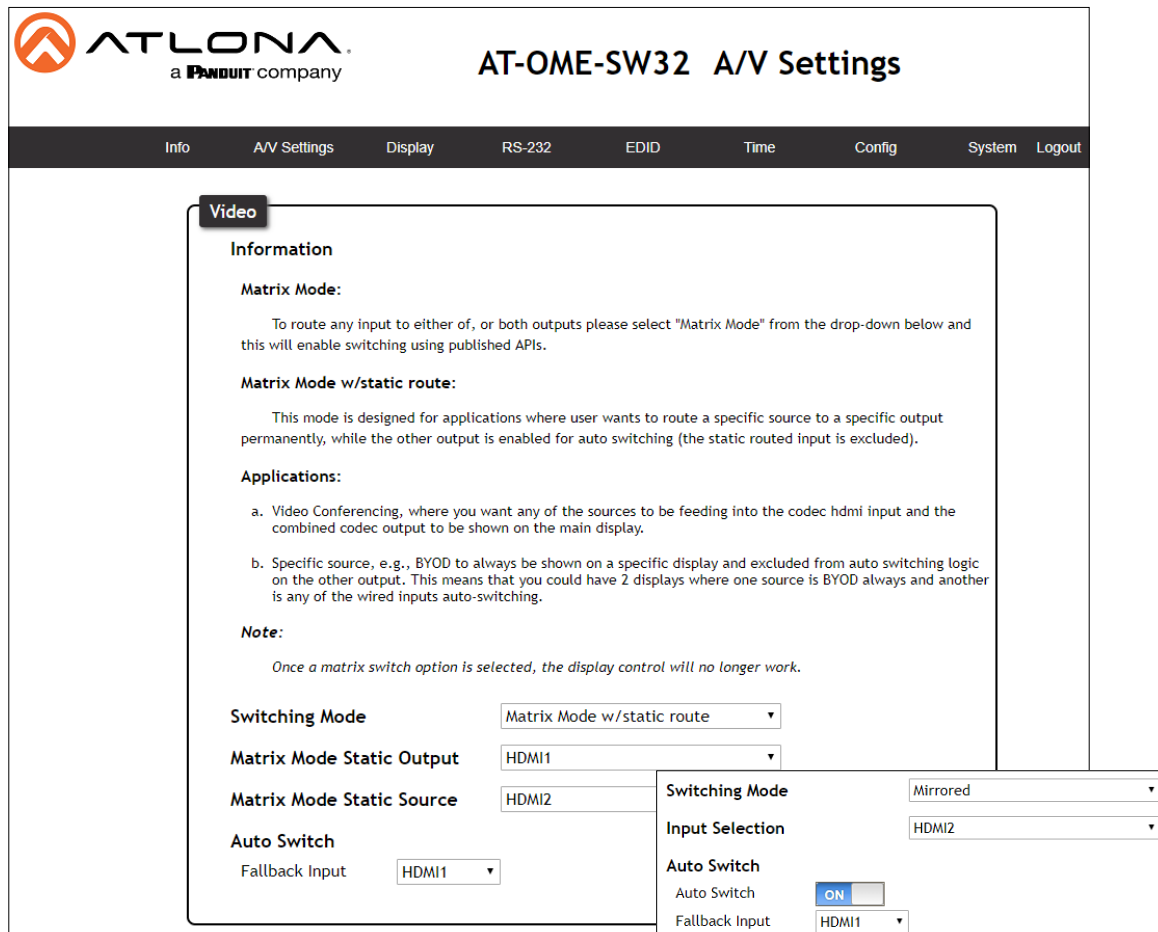 ATLONA.
a PANDUIT company
AT-OME-SW32 A/V Settings
Info A/V Settings Display RS-232 EDID Time Config System Logout
Video
Information
Matrix Mode:
To route any input to either of, or both outputs please select "Matrix Mode" from the drop-down below and
this will enable switching using published APIs.
Matrix Mode w/static route:
This mode is designed for applications where user wants to route a specific source to a specific output
permanently, while the other output is enabled for auto switching (the static routed input is excluded).
Applications:
a. Video Conferencing, where you want any of the sources to be feeding into the codec hdmi input and the
combined codec output to be shown on the main display.
b. Specific source, e.g., BYOD to always be shown on a specific display and excluded from auto switching logic
on the other output. This means that you could have 2 displays where one source is BYOD always and another
is any of the wired inputs auto-switching.
Note:
Once a matrix switch option is selected, the display control will no longer work.
Switching Mode Matrix Mode w/static route
Matrix Mode Static Output HDMI1
Matrix Mode Static Source HDMI2
Auto Switch
Fallback Input HDMI1
Switching Mode Mirrored
Input Selection HDMI2
Auto Switch
Auto Switch ON
Fallback Input HDMI1